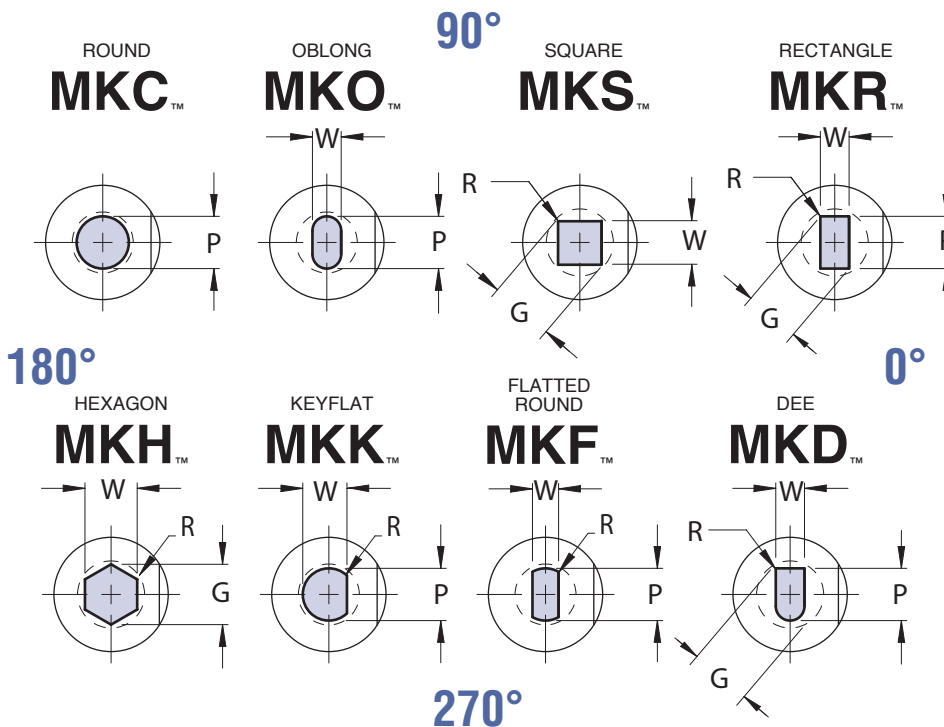 90°
ROUND
MKC™
OBLONG
MKO™
SQUARE
MKS™
RECTANGLE
MKR™
W
P
W
P
R
W
G
R
W
G
180°
0°
HEXAGON
MKH™
KEYFLAT
MKK™
FLATTED
ROUND
MKF™
DEE
MKD™
W
R
G
W
R
P
W
R
P
W
R
P
G
270°